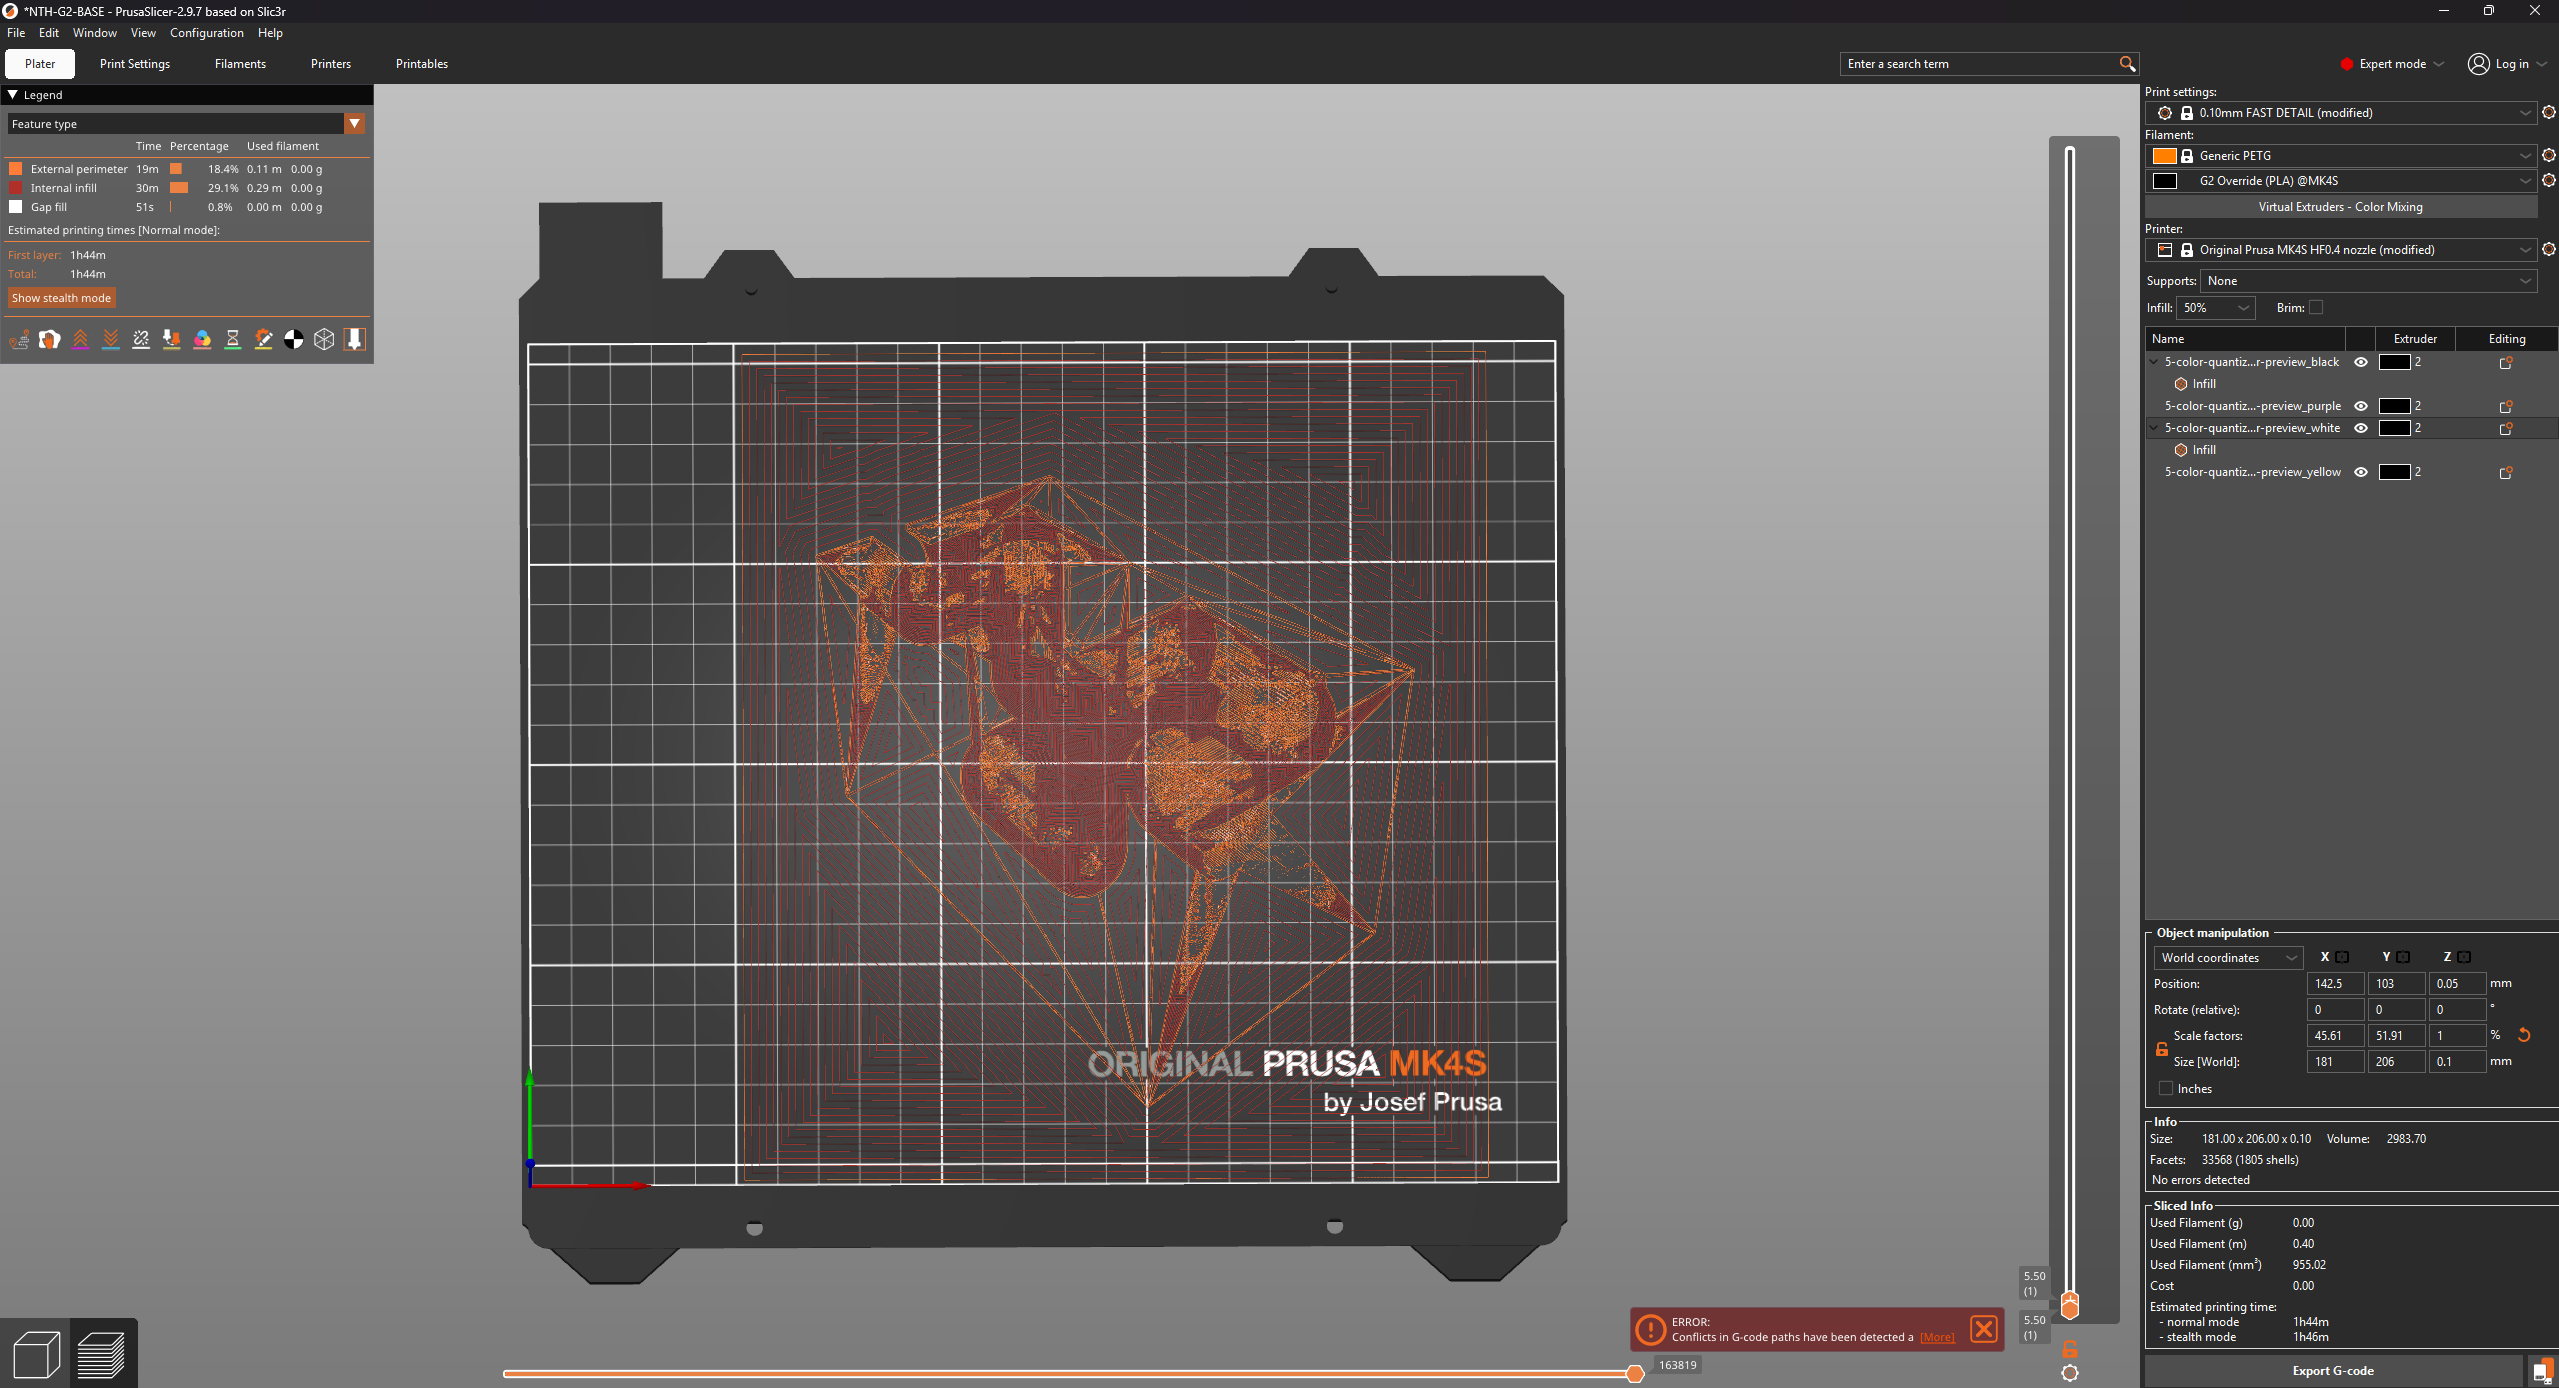 *NTH-G2-BASE - PrusaSlicer-2.9.7 based on Slic3r
File Edit Window View Configuration Help
Plater Print Settings Filaments Printers Printables
Enter a search term
Expert mode
Log in
Legend
Feature type
Time Percentage Used filament
External perimeter 19m 18.4% 0.11 m 0.00 g
Internal infill 30m 29.1% 0.29 m 0.00 g
Gap fill 51s 0.8% 0.00 m 0.00 g
Estimated printing times [Normal mode]:
First layer: 1h44m
Total: 1h44m
Show stealth mode
ORIGINAL PRUSA MK4S
by Josef Prusa
5.50
(1)
5.50
(1)
ERROR:
Conflicts in G-code paths have been detected a [More]
163819
Print settings:
0.10mm FAST DETAIL (modified)
Filament:
Generic PETG
G2 Override (PLA) @MK4S
Virtual Extruders - Color Mixing
Printer:
Original Prusa MK4S HF0.4 nozzle (modified)
Supports: None
Infill: 50% Brim:
Name Extruder Editing
5-color-quantiz...r-preview_black 2
Infill
5-color-quantiz...-preview_purple 2
5-color-quantiz...r-preview_white 2
Infill
5-color-quantiz...-preview_yellow 2
Object manipulation
World coordinates X Y Z
Position: 142.5 103 0.05 mm
Rotate (relative): 0 0 0 °
Scale factors: 45.61 51.91 1 %
Size [World]: 181 206 0.1 mm
Inches
Info
Size: 181.00 x 206.00 x 0.10 Volume: 2983.70
Facets: 33568 (1805 shells)
No errors detected
Sliced Info
Used Filament (g) 0.00
Used Filament (m) 0.40
Used Filament (mm³) 955.02
Cost 0.00
Estimated printing time:
- normal mode 1h44m
- stealth mode 1h46m
Export G-code